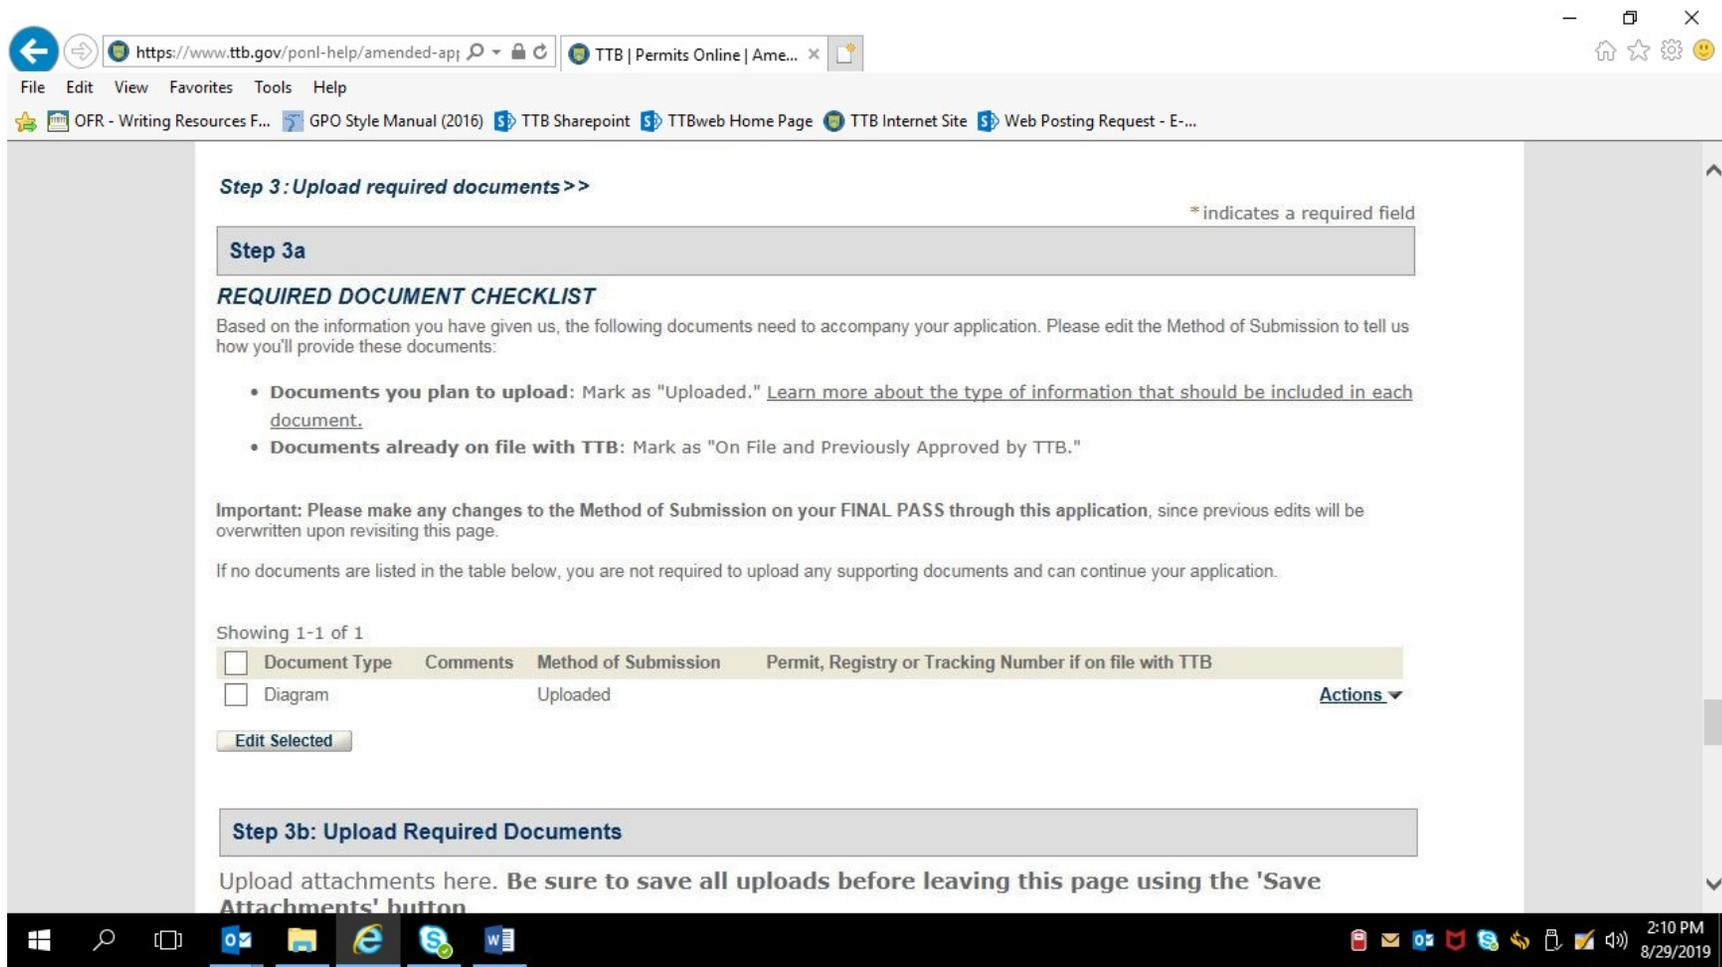 https://www.ttb.gov/ponl-help/amended-app
TTB | Permits Online | Ame...
File Edit View Favorites Tools Help
OFR - Writing Resources F... GPO Style Manual (2016) TTB Sharepoint TTBweb Home Page TTB Internet Site Web Posting Request - E-...
Step 3: Upload required documents>>
*indicates a required field
Step 3a
REQUIRED DOCUMENT CHECKLIST
Based on the information you have given us, the following documents need to accompany your application. Please edit the Method of Submission to tell us
how you'll provide these documents:
• Documents you plan to upload: Mark as "Uploaded." Learn more about the type of information that should be included in each
document.
• Documents already on file with TTB: Mark as "On File and Previously Approved by TTB."
Important: Please make any changes to the Method of Submission on your FINAL PASS through this application, since previous edits will be
overwritten upon revisiting this page.
If no documents are listed in the table below, you are not required to upload any supporting documents and can continue your application.
Showing 1-1 of 1
Document Type Comments Method of Submission Permit, Registry or Tracking Number if on file with TTB
Diagram Uploaded Actions
Edit Selected
Step 3b: Upload Required Documents
Upload attachments here. Be sure to save all uploads before leaving this page using the 'Save
Attachments' button
2:10 PM
8/29/2019